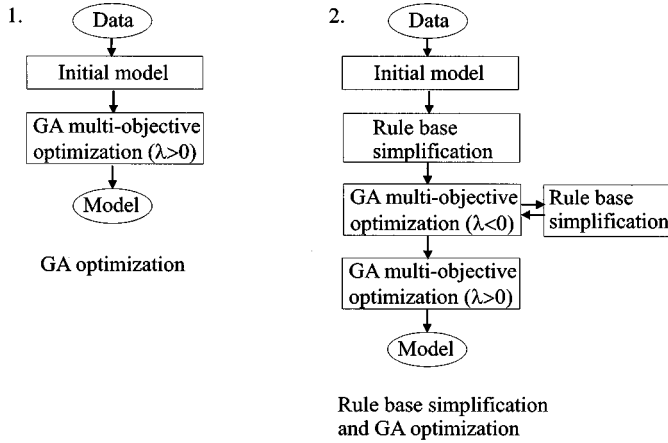 1.
Data
Initial model
GA multi-objective
optimization (λ>0)
Model
GA optimization
2.
Data
Initial model
Rule base
simplification
GA multi-objective
optimization (λ<0)
Rule base
simplification
GA multi-objective
optimization (λ>0)
Model
Rule base simplification
and GA optimization